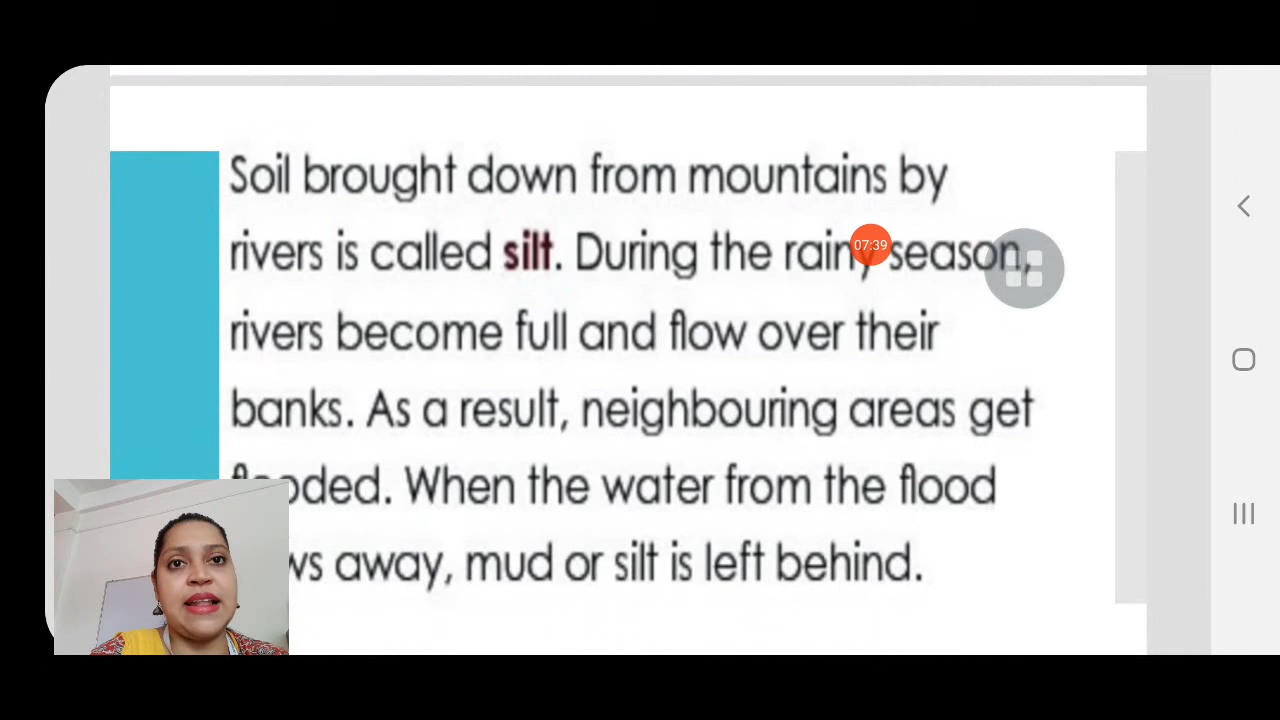 Soil brought down from mountains by
rivers is called silt. During the rainy season,
rivers become full and flow over their
banks. As a result, neighbouring areas get
When the water from the flood
away, mud or silt is left behind.
07:39